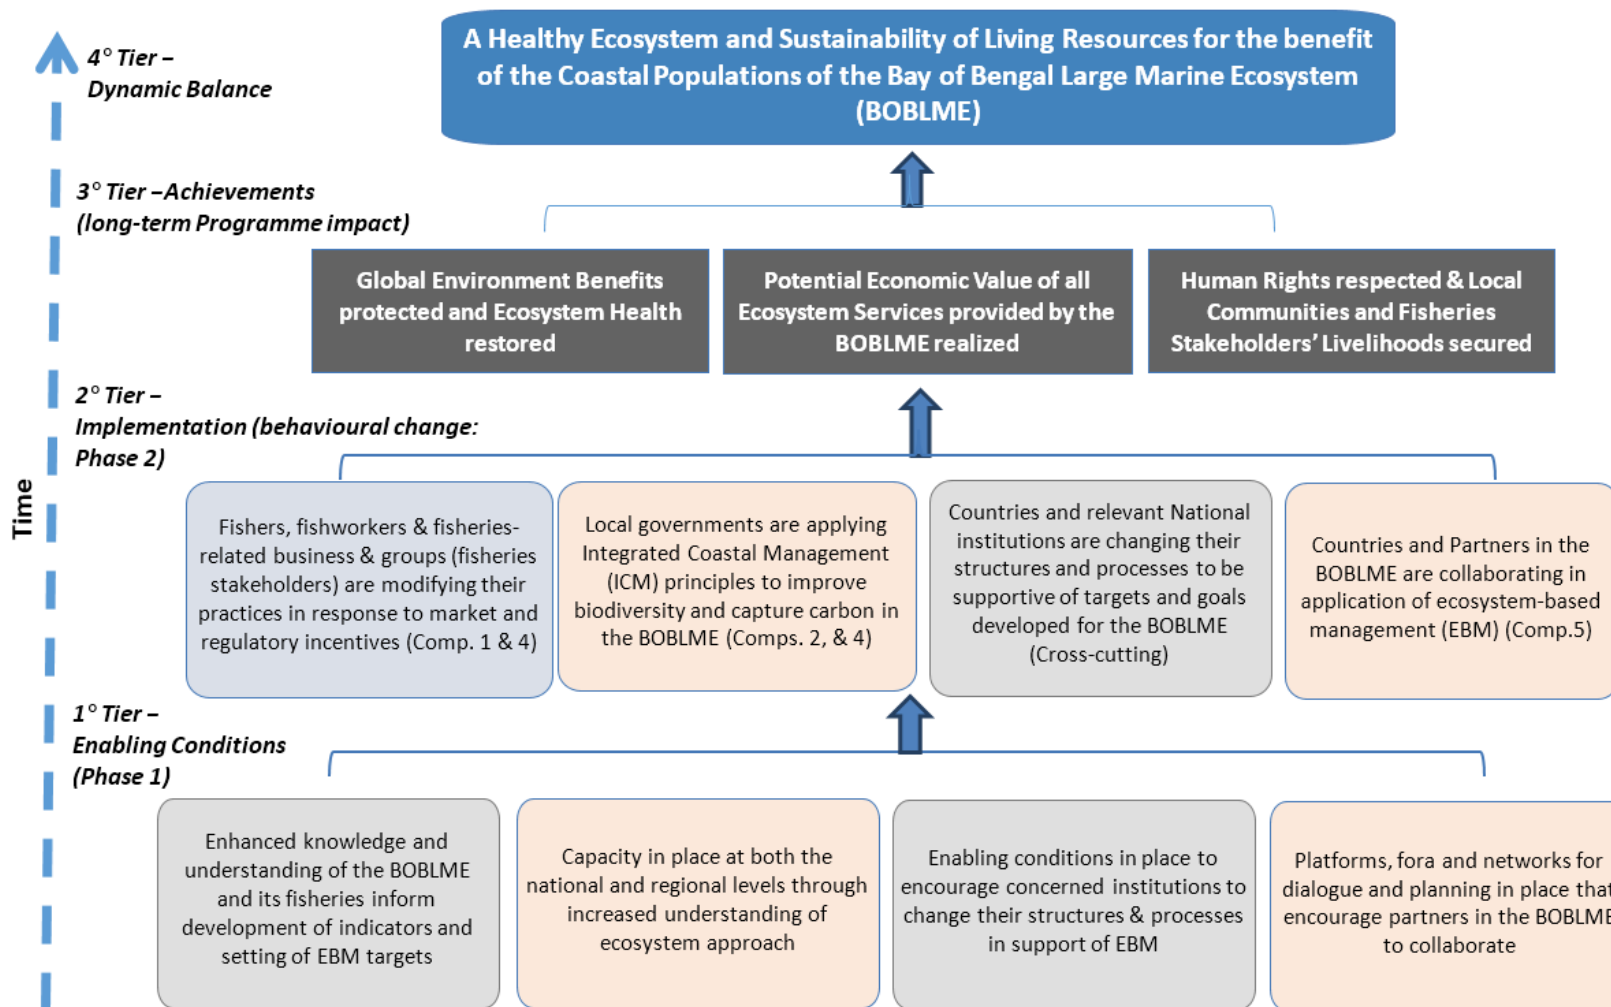 A Healthy Ecosystem and Sustainability of Living Resources for the benefit
of the Coastal Populations of the Bay of Bengal Large Marine Ecosystem
(BOBLME)
4° Tier –
Dynamic Balance
3° Tier –Achievements
(long-term Programme impact)
Global Environment Benefits
protected and Ecosystem Health
restored
Potential Economic Value of all
Ecosystem Services provided by the
BOBLME realized
Human Rights respected & Local
Communities and Fisheries
Stakeholders’ Livelihoods secured
2° Tier –
Implementation (behavioural change:
Phase 2)
Time
Fishers, fishworkers & fisheries-
related business & groups (fisheries
stakeholders) are modifying their
practices in response to market and
regulatory incentives (Comp. 1 & 4)
Local governments are applying
Integrated Coastal Management
(ICM) principles to improve
biodiversity and capture carbon in
the BOBLME (Comps. 2, & 4)
Countries and relevant National
institutions are changing their
structures and processes to be
supportive of targets and goals
developed for the BOBLME
(Cross-cutting)
Countries and Partners in the
BOBLME are collaborating in
application of ecosystem-based
management (EBM) (Comp.5)
1° Tier –
Enabling Conditions
(Phase 1)
Enhanced knowledge and
understanding of the BOBLME
and its fisheries inform
development of indicators and
setting of EBM targets
Capacity in place at both the
national and regional levels through
increased understanding of
ecosystem approach
Enabling conditions in place to
encourage concerned institutions to
change their structures & processes
in support of EBM
Platforms, fora and networks for
dialogue and planning in place that
encourage partners in the BOBLME
to collaborate